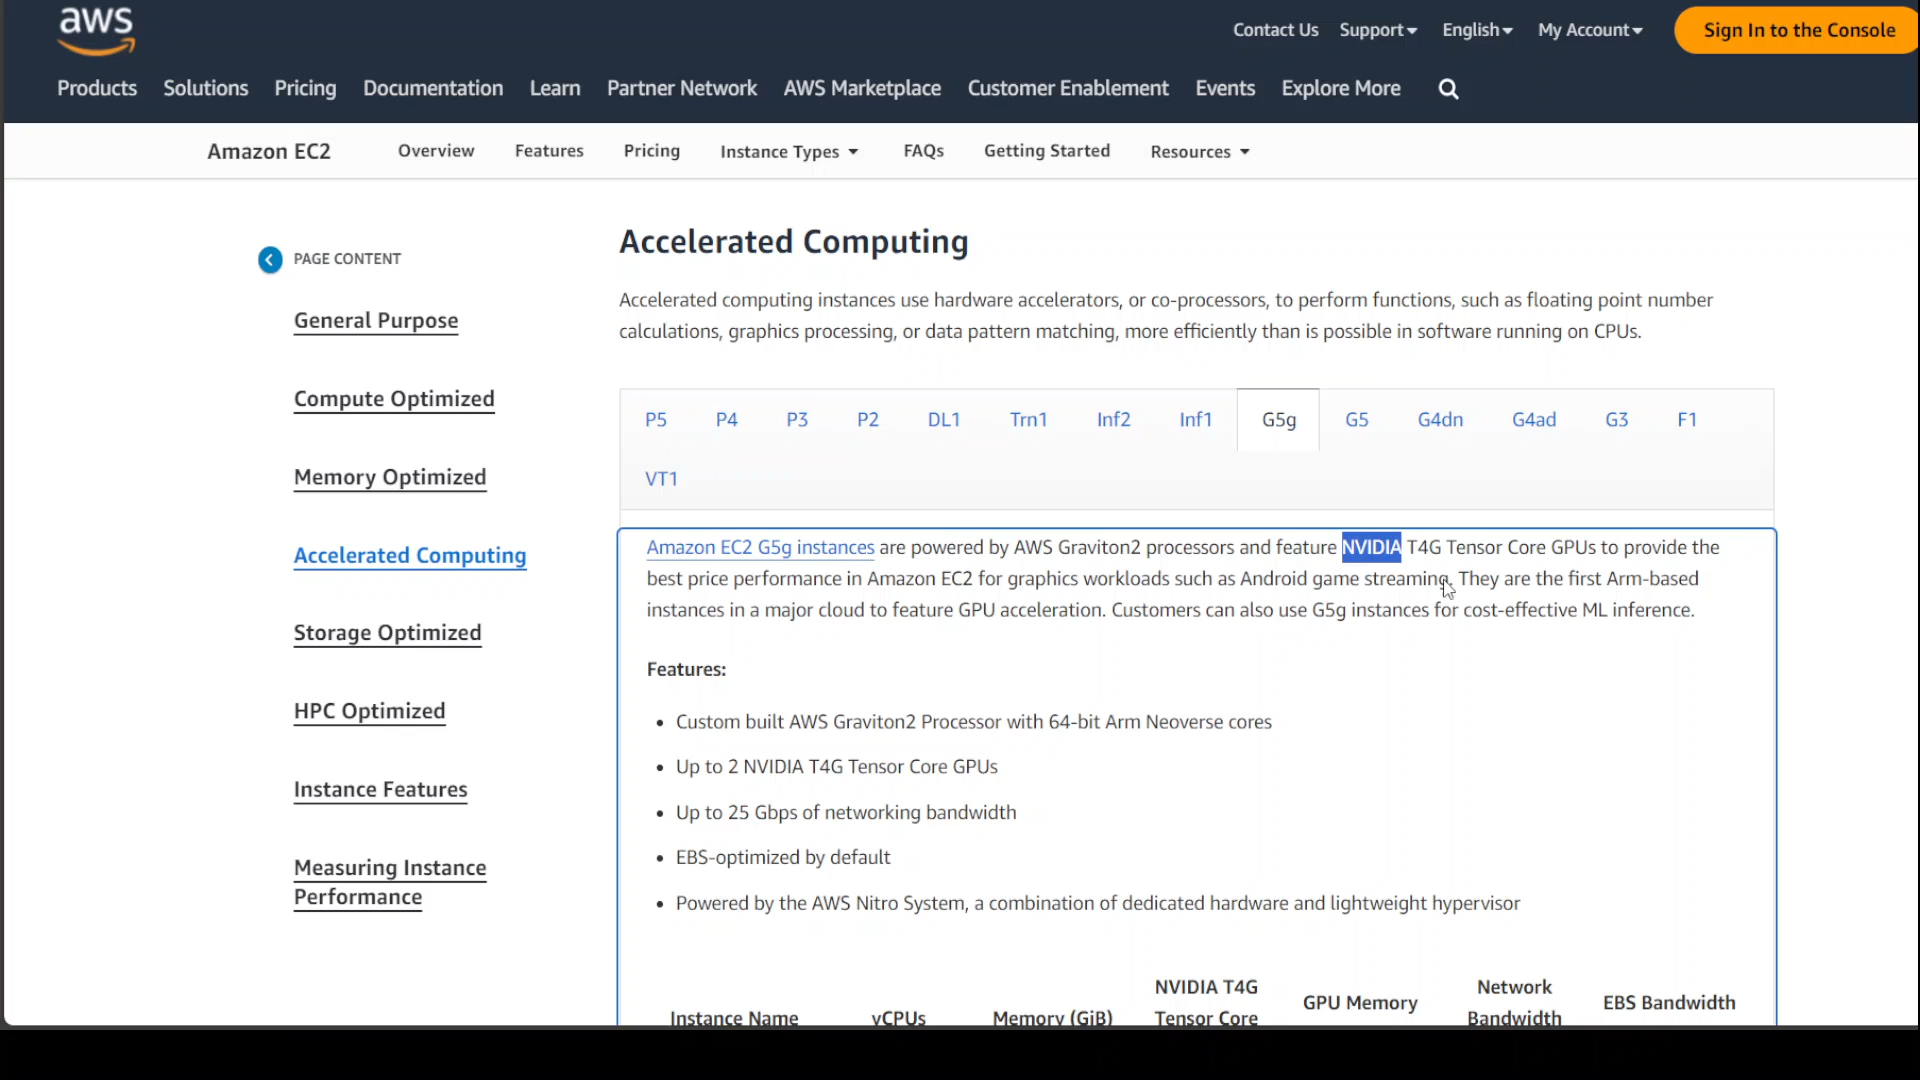 aws
Contact Us Support English My Account Sign In to the Console
Products Solutions Pricing Documentation Learn Partner Network AWS Marketplace Customer Enablement Events Explore More
Amazon EC2 Overview Features Pricing Instance Types FAQs Getting Started Resources
PAGE CONTENT
General Purpose
Compute Optimized
Memory Optimized
Accelerated Computing
Storage Optimized
HPC Optimized
Instance Features
Measuring Instance
Performance
Accelerated Computing
Accelerated computing instances use hardware accelerators, or co-processors, to perform functions, such as floating point number
calculations, graphics processing, or data pattern matching, more efficiently than is possible in software running on CPUs.
P5 P4 P3 P2 DL1 Trn1 Inf2 Inf1 G5g G5 G4dn G4ad G3 F1
VT1
Amazon EC2 G5g instances are powered by AWS Graviton2 processors and feature NVIDIA T4G Tensor Core GPUs to provide the
best price performance in Amazon EC2 for graphics workloads such as Android game streaming. They are the first Arm-based
instances in a major cloud to feature GPU acceleration. Customers can also use G5g instances for cost-effective ML inference.
Features:
• Custom built AWS Graviton2 Processor with 64-bit Arm Neoverse cores
• Up to 2 NVIDIA T4G Tensor Core GPUs
• Up to 25 Gbps of networking bandwidth
• EBS-optimized by default
• Powered by the AWS Nitro System, a combination of dedicated hardware and lightweight hypervisor
NVIDIA T4G Network
GPU Memory EBS Bandwidth
Instance Name vCPUs Memory (GiB) Tensor Core Bandwidth